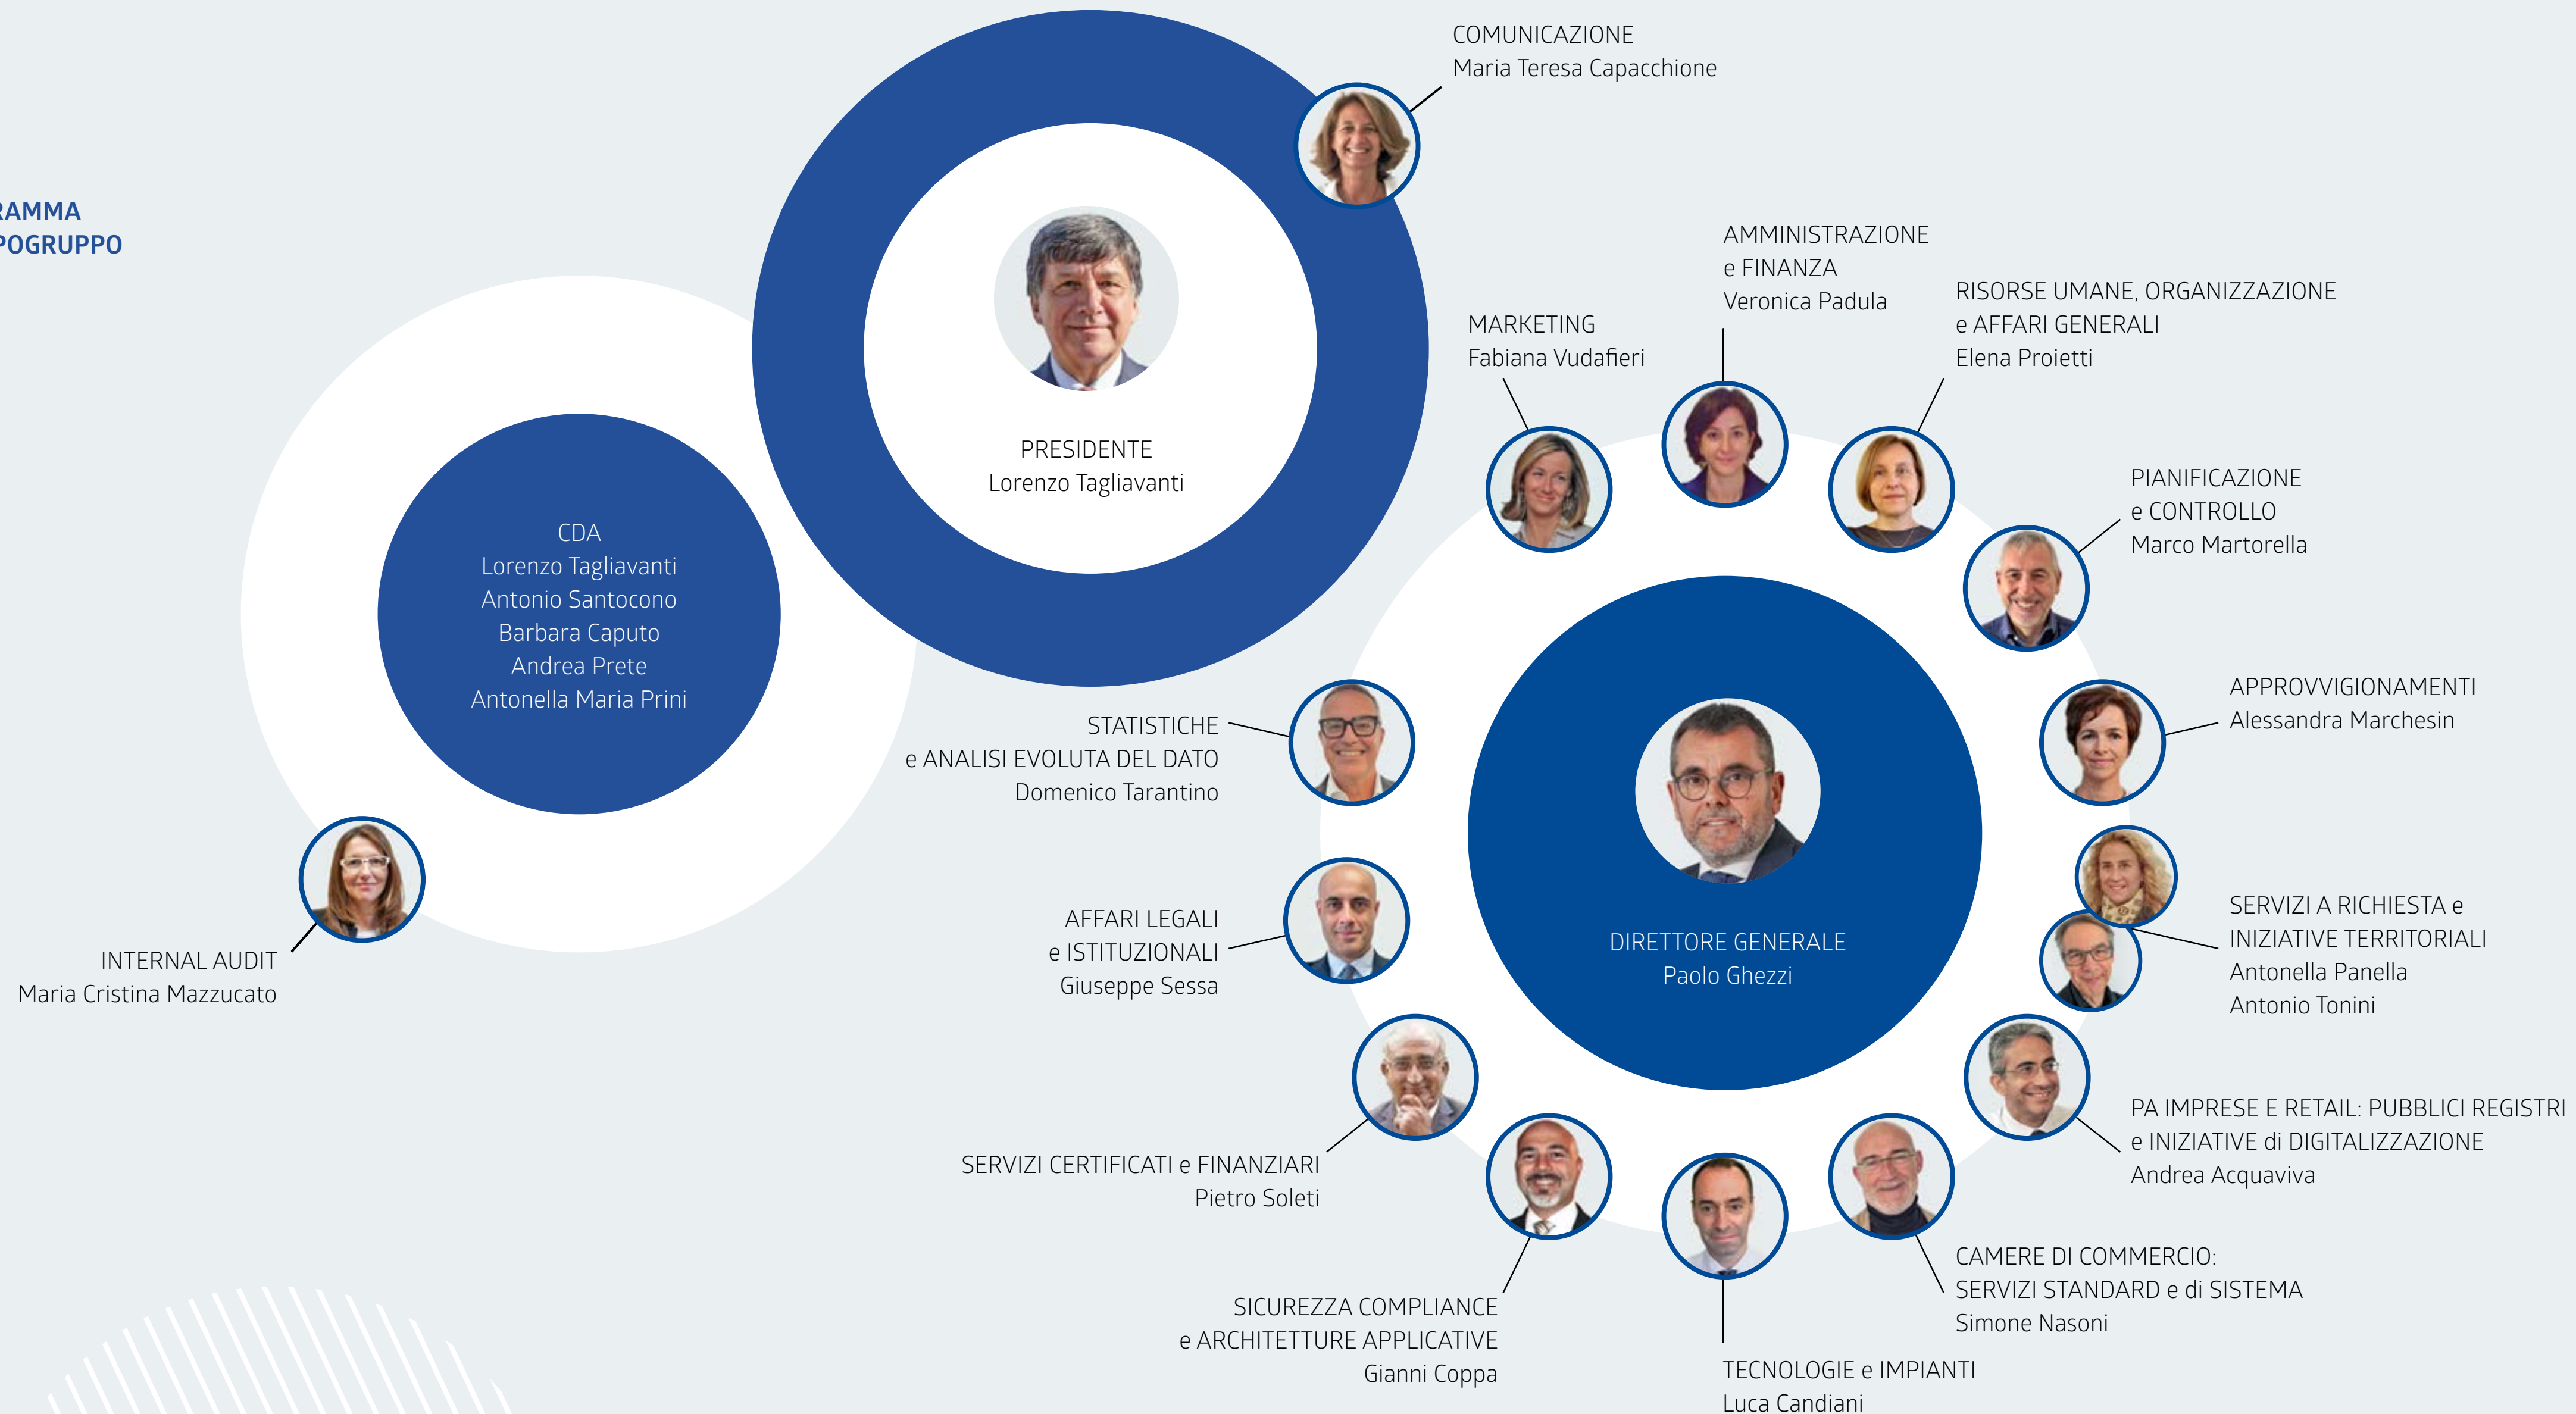 RAMMA
POGRUPPO
COMUNICAZIONE
Maria Teresa Capacchione
PRESIDENTE
Lorenzo Tagliavanti
CDA
Lorenzo Tagliavanti
Antonio Santocono
Barbara Caputo
Andrea Prete
Antonella Maria Prini
INTERNAL AUDIT
Maria Cristina Mazzucato
MARKETING
Fabiana Vudafieri
AMMINISTRAZIONE
e FINANZA
Veronica Padula
RISORSE UMANE, ORGANIZZAZIONE
e AFFARI GENERALI
Elena Proietti
PIANIFICAZIONE
e CONTROLLO
Marco Martorella
APPROVVIGIONAMENTI
Alessandra Marchesin
SERVIZI A RICHIESTA e
INIZIATIVE TERRITORIALI
Antonella Panella
Antonio Tonini
PA IMPRESE E RETAIL: PUBBLICI REGISTRI
e INIZIATIVE di DIGITALIZZAZIONE
Andrea Acquaviva
CAMERE DI COMMERCIO:
SERVIZI STANDARD e di SISTEMA
Simone Nasoni
TECNOLOGIE e IMPIANTI
Luca Candiani
SICUREZZA COMPLIANCE
e ARCHITETTURE APPLICATIVE
Gianni Coppa
SERVIZI CERTIFICATI e FINANZIARI
Pietro Soleti
AFFARI LEGALI
e ISTITUZIONALI
Giuseppe Sessa
STATISTICHE
e ANALISI EVOLUTA DEL DATO
Domenico Tarantino
DIRETTORE GENERALE
Paolo Ghezzi